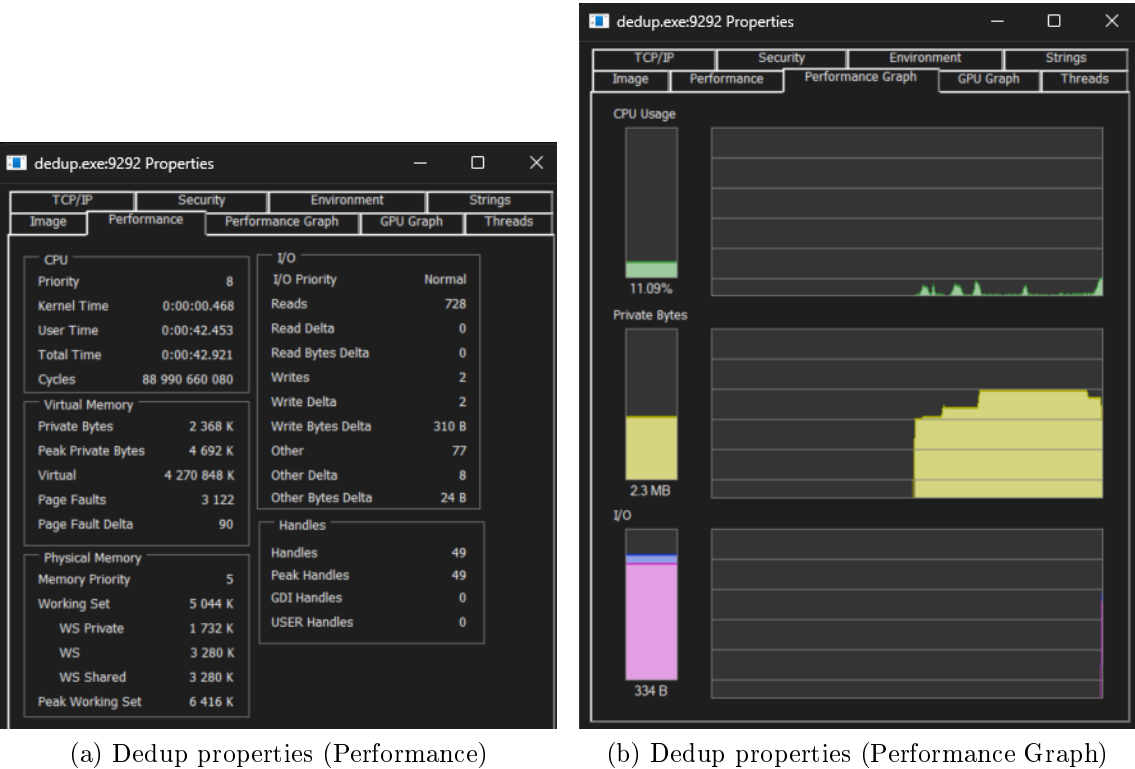 dedup.exe:9292 Properties
TCP/IP Security Environment Strings
Image Performance Performance Graph GPU Graph Threads
CPU
Priority 8
Kernel Time 0:00:00.468
User Time 0:00:42.453
Total Time 0:00:42.921
Cycles 88 990 660 080
Virtual Memory
Private Bytes 2 368 K
Peak Private Bytes 4 692 K
Virtual 4 270 848 K
Page Faults 3 122
Page Fault Delta 90
Physical Memory
Memory Priority 5
Working Set 5 044 K
WS Private 1 732 K
WS 3 280 K
WS Shared 3 280 K
Peak Working Set 6 416 K
I/O
I/O Priority Normal
Reads 728
Read Delta 0
Read Bytes Delta 0
Writes 2
Write Delta 2
Write Bytes Delta 310 B
Other 77
Other Delta 8
Other Bytes Delta 24 B
Handles
Handles 49
Peak Handles 49
GDI Handles 0
USER Handles 0
(a) Dedup properties (Performance)
dedup.exe:9292 Properties
TCP/IP Security Environment Strings
Image Performance Performance Graph GPU Graph Threads
CPU Usage
11.09%
Private Bytes
2.3 MB
I/O
334 B
(b) Dedup properties (Performance Graph)